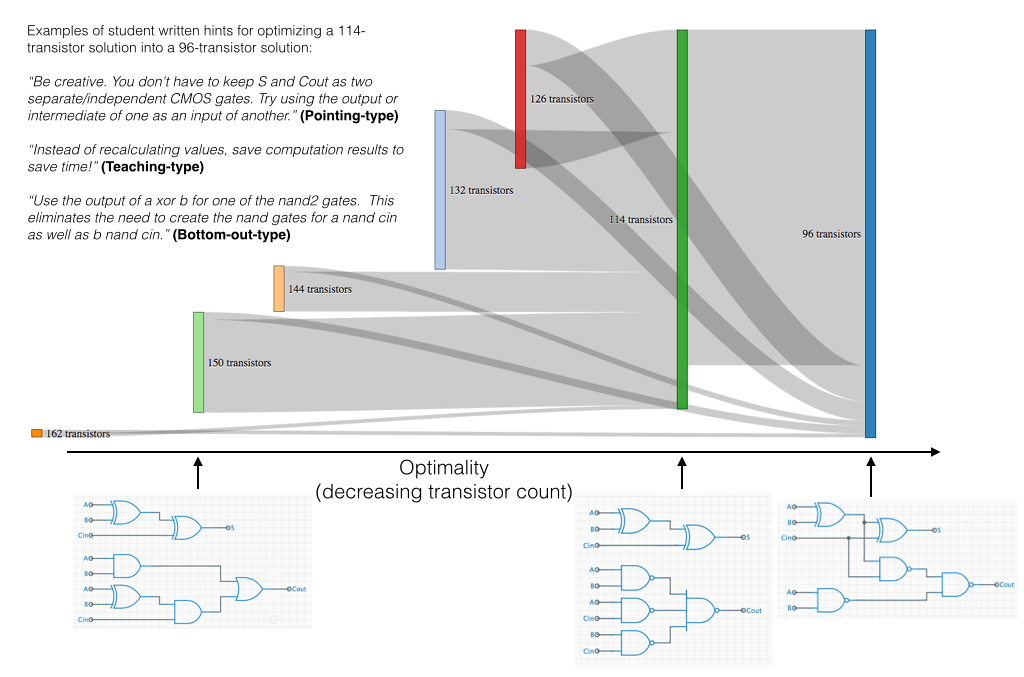 Examples of student written hints for optimizing a 114-
transistor solution into a 96-transistor solution:
“Be creative. You don’t have to keep S and Cout as two
separate/independent CMOS gates. Try using the output or
intermediate of one as an input of another.” (Pointing-type)
“Instead of recalculating values, save computation results to
save time!” (Teaching-type)
“Use the output of a xor b for one of the nand2 gates.  This
eliminates the need to create the nand gates for a nand cin
as well as b nand cin.” (Bottom-out-type)
126 transistors
132 transistors
114 transistors
96 transistors
144 transistors
150 transistors
162 transistors
Optimality
(decreasing transistor count)
A
B
Cin
S
A
B
A
B
Cin
Cout
A
B
Cin
S
A
B
A
Cin
B
Cin
Cout
A
B
Cin
S
A
B
Cout